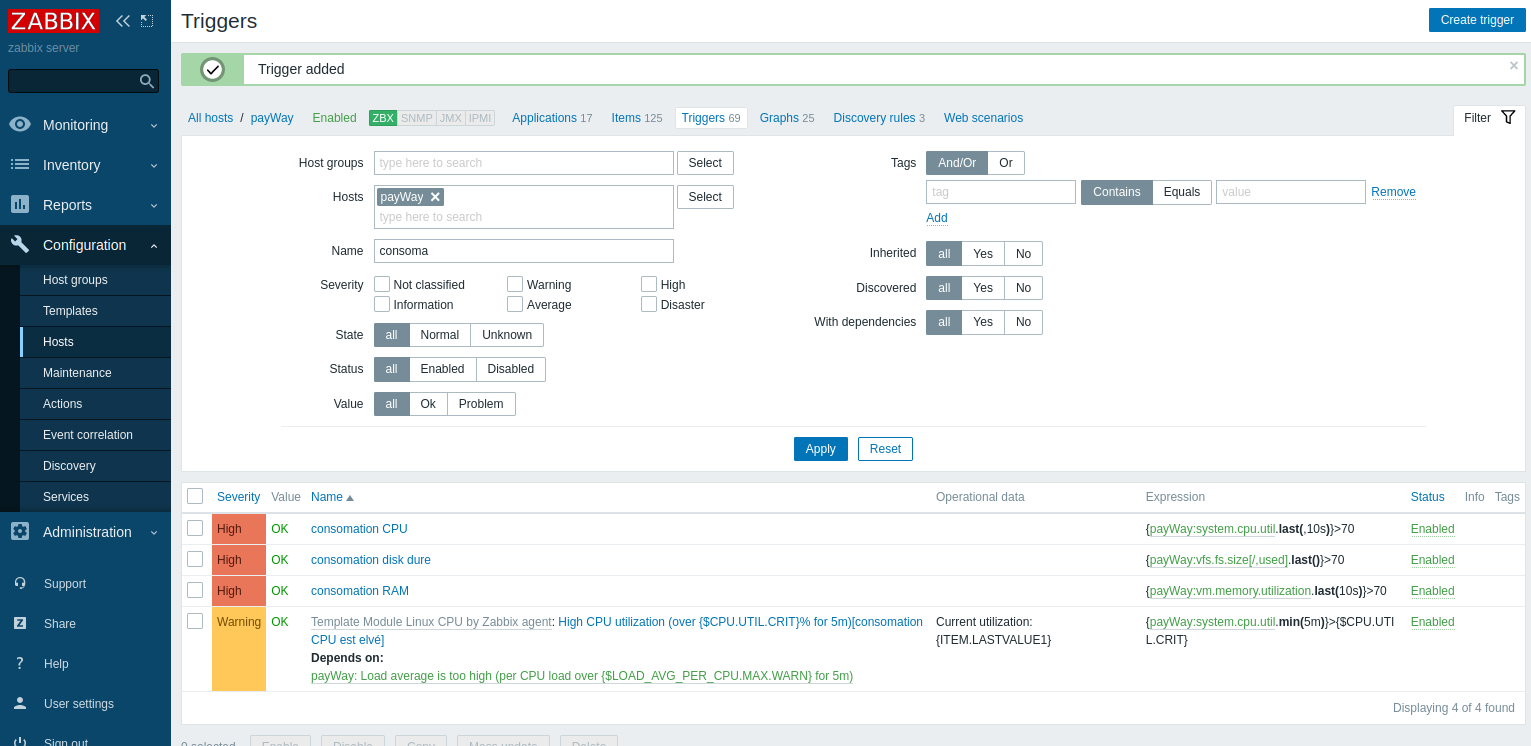 ZABBIX
zabbix server
Monitoring
Inventory
Reports
Configuration
Host groups
Templates
Hosts
Maintenance
Actions
Event correlation
Discovery
Services
Administration
Support
Share
Help
User settings
Sign out
Triggers
Create trigger
Trigger added
All hosts / payWay Enabled ZBX SNMP JMX IPMI Applications 17 Items 125 Triggers 69 Graphs 25 Discovery rules 3 Web scenarios Filter
Host groups type here to search Select
Hosts payWay Select
type here to search
Name consoma
Severity Not classified Warning High
Information Average Disaster
State all Normal Unknown
Status all Enabled Disabled
Value all Ok Problem
Tags And/Or Or
tag Contains Equals value Remove
Add
Inherited all Yes No
Discovered all Yes No
With dependencies all Yes No
Apply Reset
Severity Value Name Operational data Expression Status Info Tags
High OK consomation CPU {payWay:system.cpu.util.last(,10s)}>70 Enabled
High OK consomation disk dure {payWay:vfs.fs.size[/,used].last()}>70 Enabled
High OK consomation RAM {payWay:vm.memory.utilization.last(10s)}>70 Enabled
Warning OK Template Module Linux CPU by Zabbix agent: High CPU utilization (over {$CPU.UTIL.CRIT}% for 5m)[consomation Current utilization: {payWay:system.cpu.util.min(5m)}>{$CPU.UTI Enabled
CPU est elvé] {ITEM.LASTVALUE1} L.CRIT}
Depends on:
payWay: Load average is too high (per CPU load over {$LOAD_AVG_PER_CPU.MAX.WARN} for 5m)
Displaying 4 of 4 found
0 selected Enable Disable Copy Mass update Delete